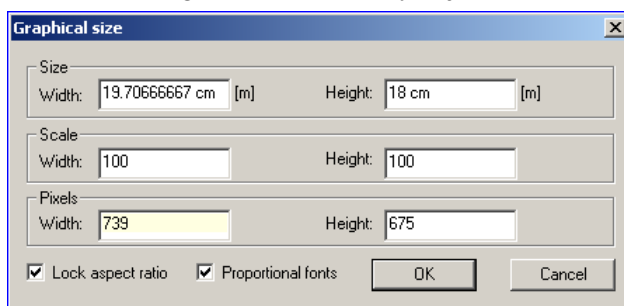 Graphical size
Size
Width: 19.70666667 cm [m] Height: 18 cm [m]
Scale
Width: 100 Height: 100
Pixels
Width: 739 Height: 675
Lock aspect ratio Proportional fonts OK Cancel